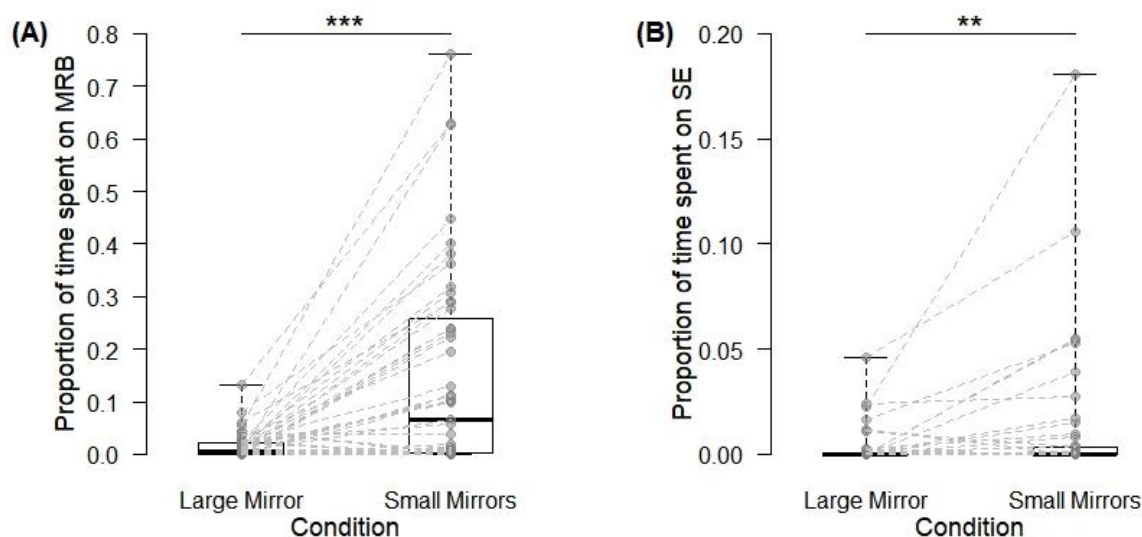 (A)
***
Proportion of time spent on MRB
0.8
0.7
0.6
0.5
0.4
0.3
0.2
0.1
0.0
Large Mirror
Small Mirrors
Condition
(B)
**
Proportion of time spent on SE
0.20
0.15
0.10
0.05
0.00
Large Mirror
Small Mirrors
Condition